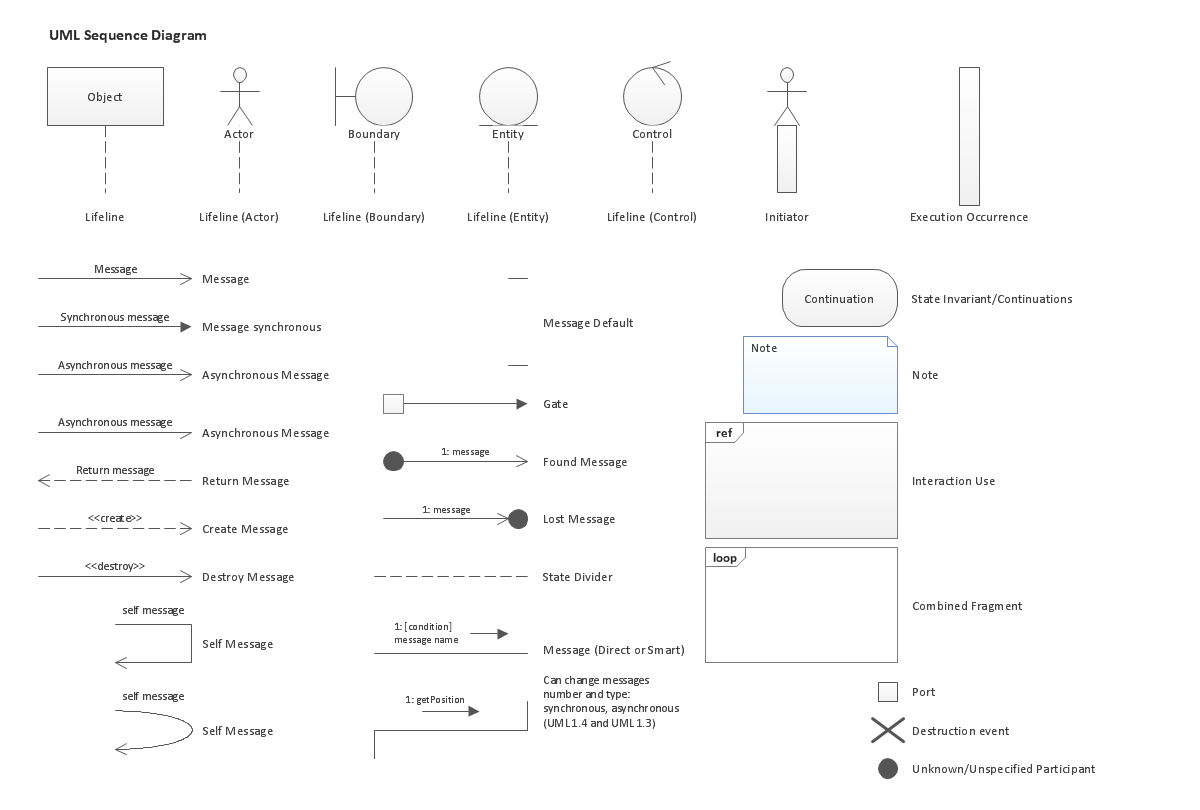 UML Sequence Diagram
Object
Actor
Boundary
Entity
Control
Lifeline
Lifeline (Actor)
Lifeline (Boundary)
Lifeline (Entity)
Lifeline (Control)
Initiator
Execution Occurrence
Message
Message
Synchronous message
Message synchronous
Asynchronous message
Asynchronous Message
Asynchronous message
Asynchronous Message
Return message
Return Message
<<create>>
Create Message
<<destroy>>
Destroy Message
self message
Self Message
self message
Self Message
Message Default
Gate
1: message
Found Message
1: message
Lost Message
State Divider
1: [condition]
message name
Message (Direct or Smart)
1: getPosition
Can change messages
number and type:
synchronous, asynchronous
(UML 1.4 and UML 1.3)
Continuation
State Invariant/Continuations
Note
Note
ref
Interaction Use
loop
Combined Fragment
Port
Destruction event
Unknown/Unspecified Participant